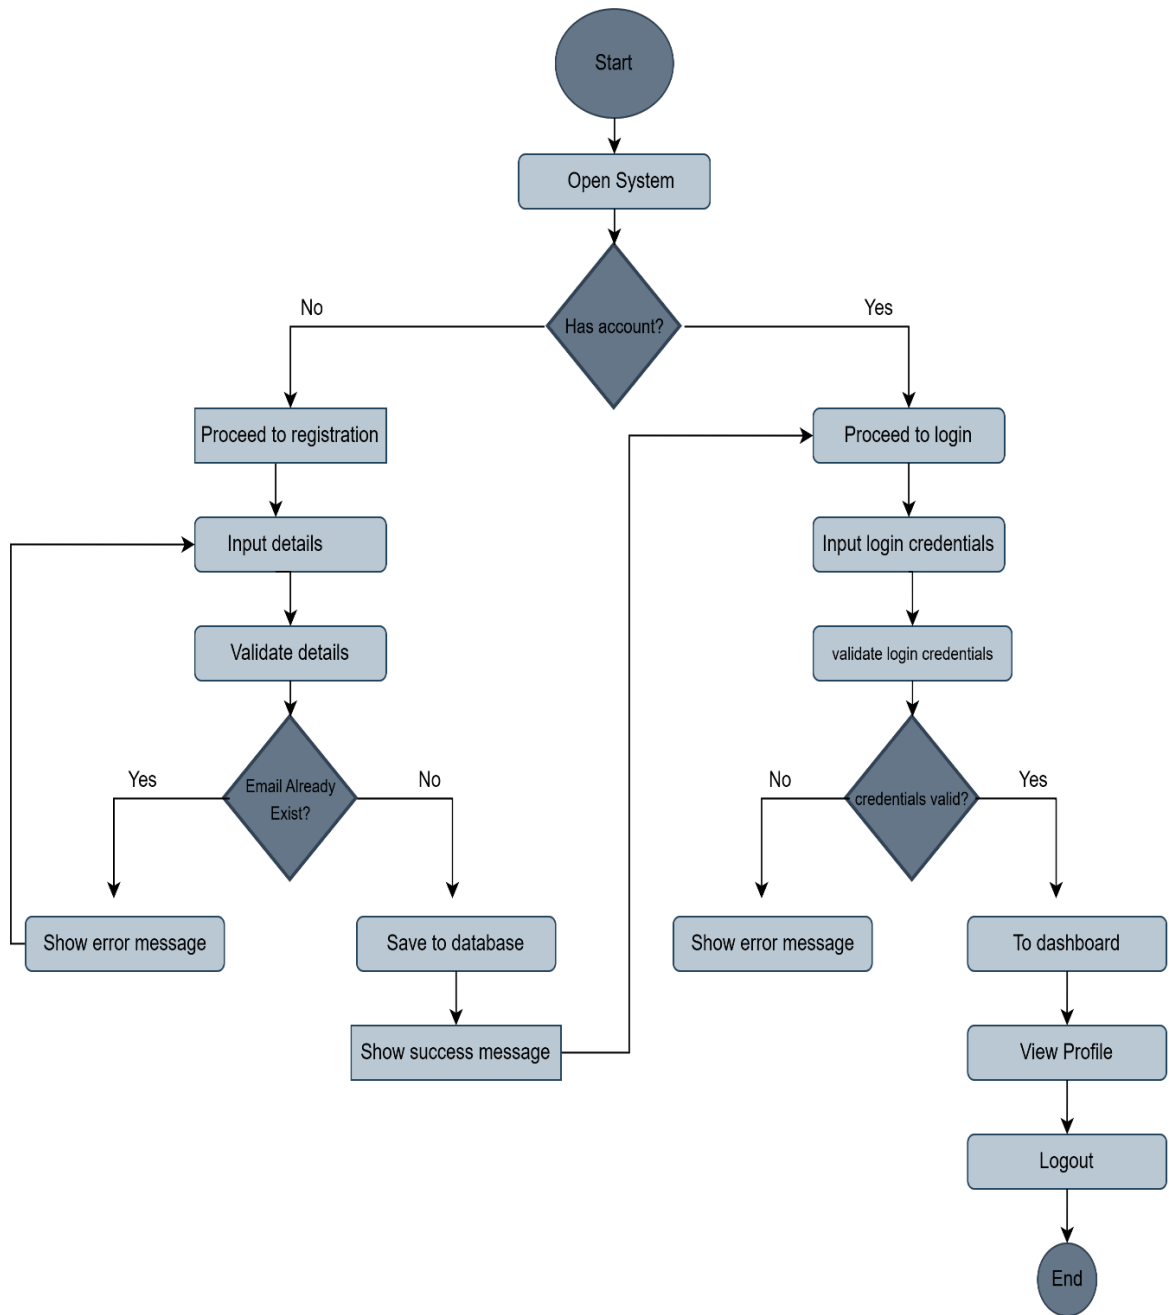 Start
Open System
Has account?
No
Yes
Proceed to registration
Proceed to login
Input details
Input login credentials
Validate details
validate login credentials
Yes
Email Already
Exist?
No
No
credentials valid?
Yes
Show error message
Save to database
Show error message
To dashboard
Show success message
View Profile
Logout
End